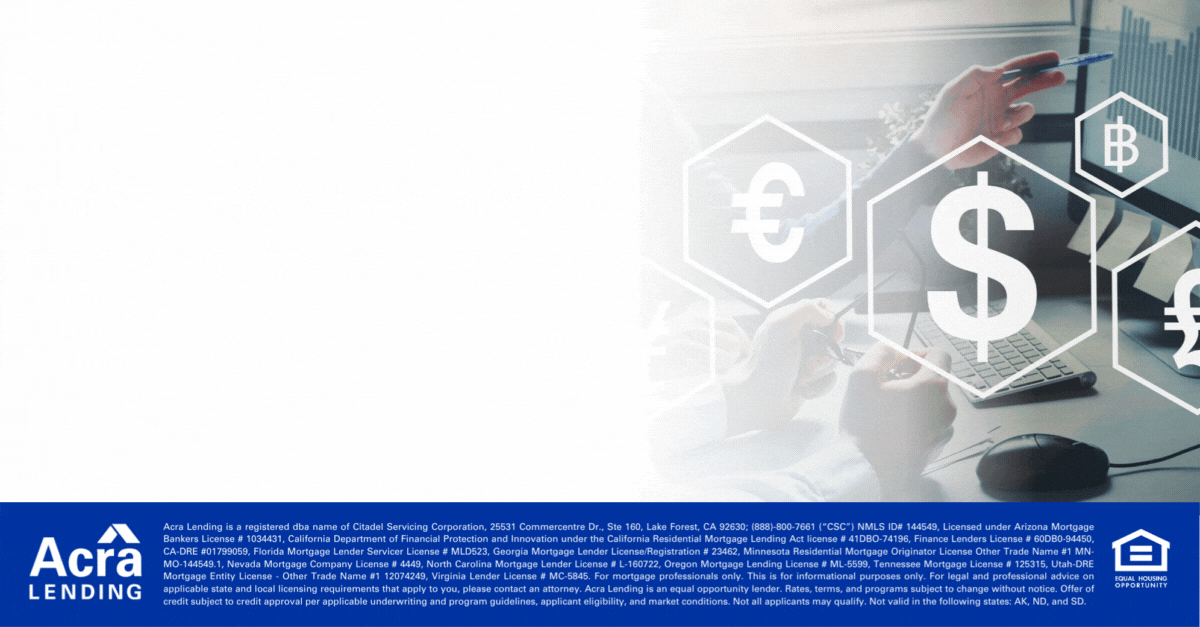 €
$
฿
£
¥
Acra
LENDING
Acra Lending is a registered dba name of Citadel Servicing Corporation, 25531 Commercentre Dr., Ste 160, Lake Forest, CA 92630; (888)-800-7661 (“CSC”) NMLS ID# 144549, Licensed under Arizona Mortgage
Bankers License # 1034431, California Department of Financial Protection and Innovation under the California Residential Mortgage Lending Act license # 41DBO-74196, Finance Lenders License # 60DB0-94450,
CA-DRE #01799059, Florida Mortgage Lender Servicer License # MLD523, Georgia Mortgage Lender License/Registration # 23462, Minnesota Residential Mortgage Originator License Other Trade Name #1 MN-
MO-144549.1, Nevada Mortgage Company License # 4449, North Carolina Mortgage Lender License # L-160722, Oregon Mortgage Lending License # ML-5599, Tennessee Mortgage License # 125315, Utah-DRE
Mortgage Entity License - Other Trade Name #1 12074249, Virginia Lender License # MC-5845. For mortgage professionals only. This is for informational purposes only. For legal and professional advice on
applicable state and local licensing requirements that apply to you, please contact an attorney. Acra Lending is an equal opportunity lender. Rates, terms, and programs subject to change without notice. Offer of
credit subject to credit approval per applicable underwriting and program guidelines, applicant eligibility, and market conditions. Not all applicants may qualify. Not valid in the following states: AK, ND, and SD.
EQUAL HOUSING
OPPORTUNITY